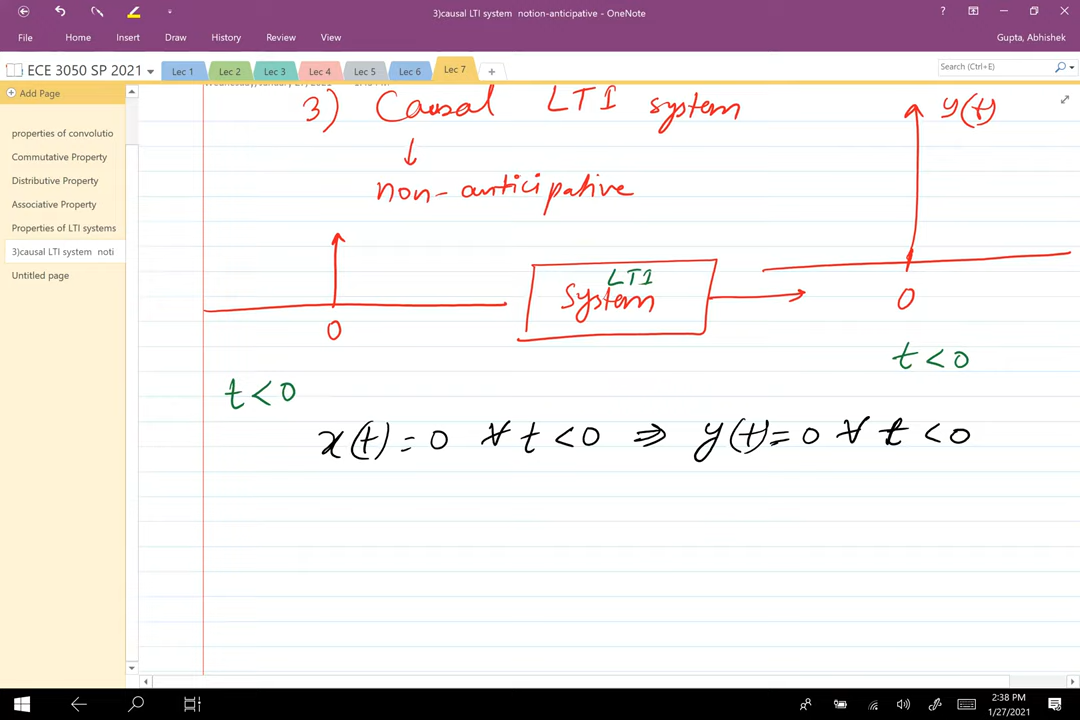 3)causal LTI system  notion-anticipative - OneNote
File Home Insert Draw History Review View
Gupta, Abhishek
ECE 3050 SP 2021
Lec 1 Lec 2 Lec 3 Lec 4 Lec 5 Lec 6 Lec 7
Search (Ctrl+E)
Add Page
properties of convolutio
Commutative Property
Distributive Property
Associative Property
Properties of LTI systems
3)causal LTI system  noti
Untitled page
3) Causal LTI system
y(t)
non-anticipative
LTI
System
0
0
t < 0
t < 0
x(t) = 0 ∀ t < 0 ⇒ y(t) = 0 ∀ t < 0
2:38 PM
1/27/2021